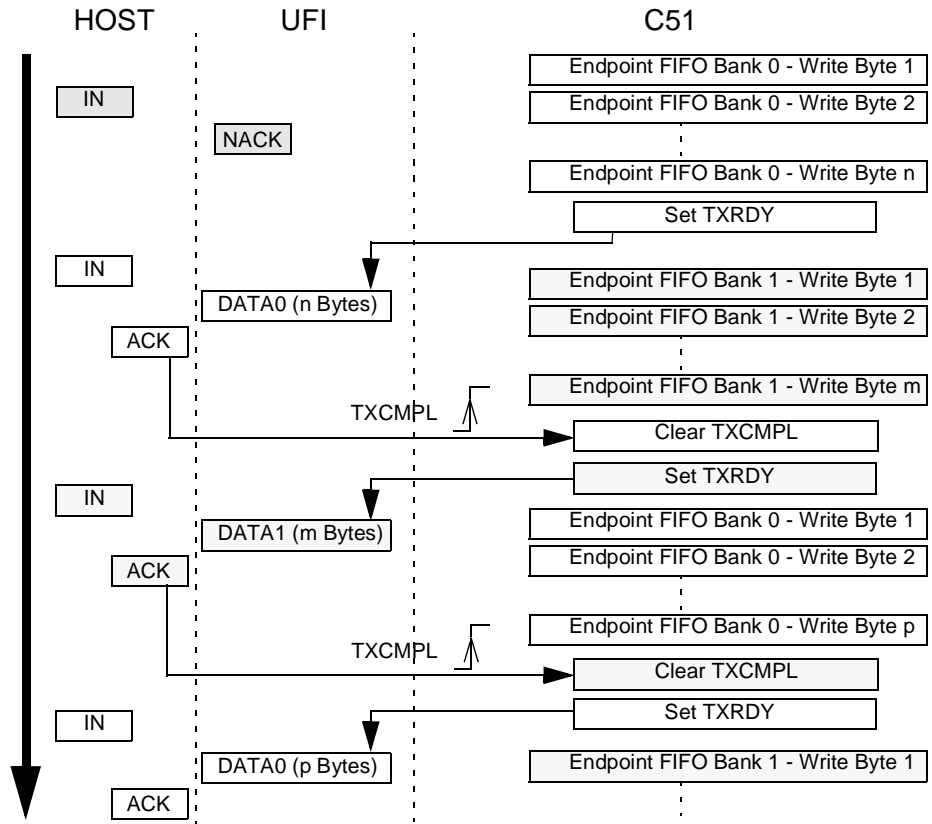 HOST UFI C51
Endpoint FIFO Bank 0 - Write Byte 1
IN Endpoint FIFO Bank 0 - Write Byte 2
NACK
Endpoint FIFO Bank 0 - Write Byte n
Set TXRDY
IN Endpoint FIFO Bank 1 - Write Byte 1
DATA0 (n Bytes)
Endpoint FIFO Bank 1 - Write Byte 2
ACK
Endpoint FIFO Bank 1 - Write Byte m
TXCMPL
Clear TXCMPL
Set TXRDY
IN
DATA1 (m Bytes) Endpoint FIFO Bank 0 - Write Byte 1
Endpoint FIFO Bank 0 - Write Byte 2
ACK
Endpoint FIFO Bank 0 - Write Byte p
TXCMPL
Clear TXCMPL
IN Set TXRDY
DATA0 (p Bytes) Endpoint FIFO Bank 1 - Write Byte 1
ACK